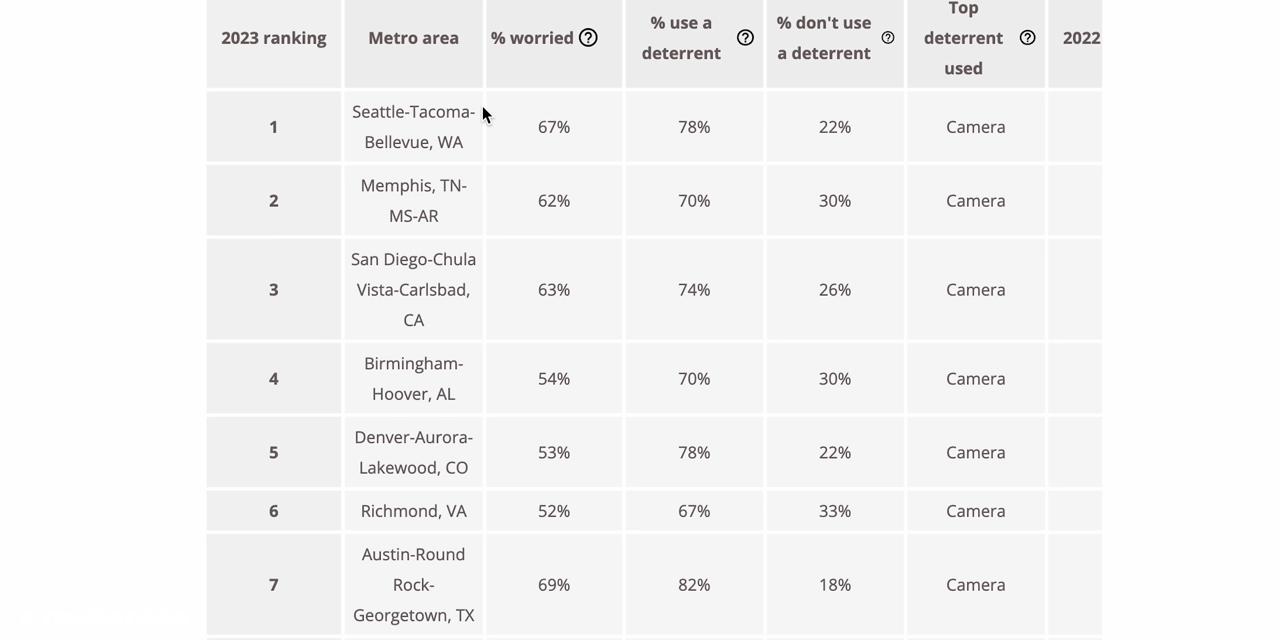 2023 ranking
Metro area
% worried
% use a
deterrent
% don't use
a deterrent
Top
deterrent
used
2022
1
Seattle-Tacoma-
Bellevue, WA
67%
78%
22%
Camera
2
Memphis, TN-
MS-AR
62%
70%
30%
Camera
3
San Diego-Chula
Vista-Carlsbad,
CA
63%
74%
26%
Camera
4
Birmingham-
Hoover, AL
54%
70%
30%
Camera
5
Denver-Aurora-
Lakewood, CO
53%
78%
22%
Camera
6
Richmond, VA
52%
67%
33%
Camera
7
Austin-Round
Rock-
Georgetown, TX
69%
82%
18%
Camera